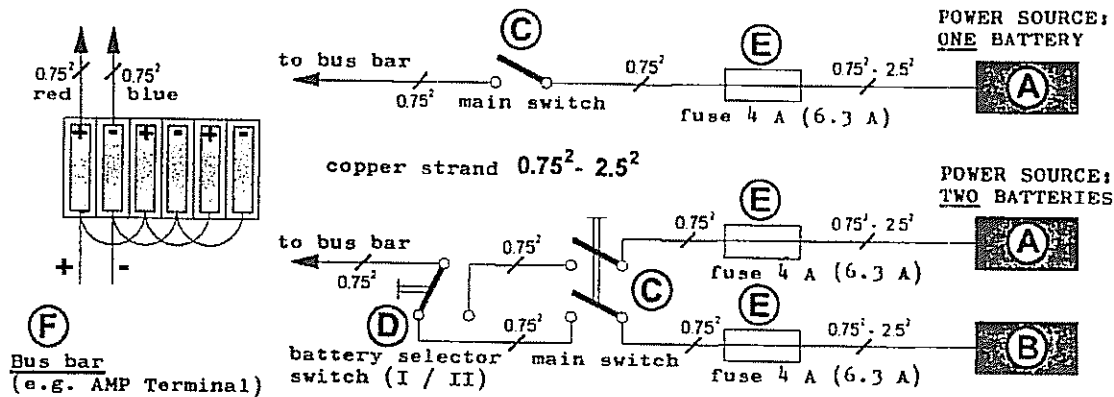 0.75² 0.75²
red blue
+ - + - + -
+ -
F
Bus bar
(e.g. AMP Terminal)
POWER SOURCE:
ONE BATTERY
C
E
to bus bar
0.75²
main switch
0.75²
0.75² - 2.5²
A
fuse 4 A (6.3 A)
copper strand 0.75² - 2.5²
POWER SOURCE:
TWO BATTERIES
E
to bus bar
0.75²
0.75²
0.75²
0.75² - 2.5²
A
fuse 4 A (6.3 A)
C
D
0.75²
0.75²
E
0.75² - 2.5²
B
battery selector
switch (I / II)
main switch
fuse 4 A (6.3 A)